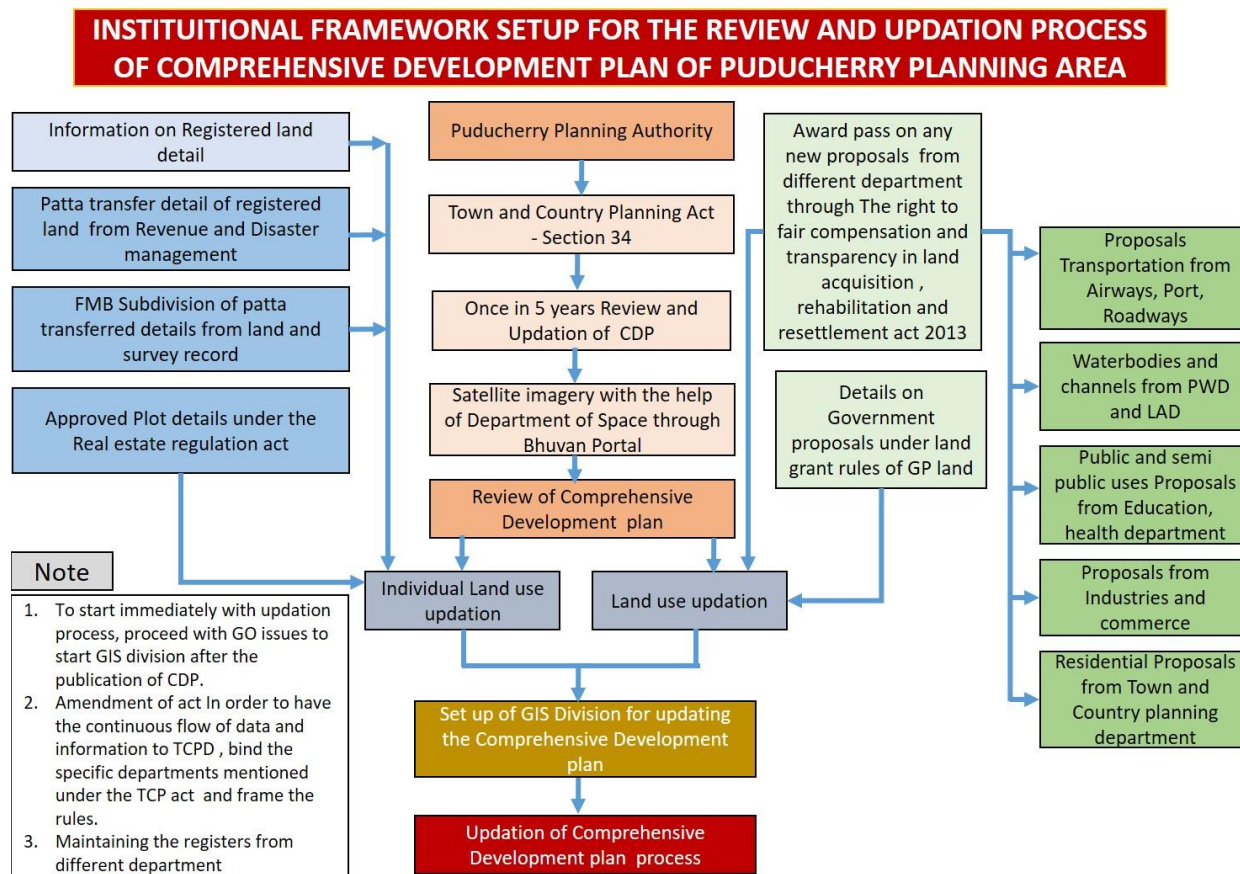 INSTITUITIONAL FRAMEWORK SETUP FOR THE REVIEW AND UPDATION PROCESS
OF COMPREHENSIVE DEVELOPMENT PLAN OF PUDUCHERRY PLANNING AREA
Information on Registered land
detail
Patta transfer detail of registered
land from Revenue and Disaster
management
FMB Subdivision of patta
transferred details from land and
survey record
Approved Plot details under the
Real estate regulation act
Puducherry Planning Authority
Town and Country Planning Act
- Section 34
Once in 5 years Review and
Updation of CDP
Satellite imagery with the help
of Department of Space through
Bhuvan Portal
Review of Comprehensive
Development plan
Individual Land use
updation
Land use updation
Set up of GIS Division for updating
the Comprehensive Development
plan
Updation of Comprehensive
Development plan process
Award pass on any
new proposals from
different department
through The right to
fair compensation and
transparency in land
acquisition ,
rehabilitation and
resettlement act 2013
Details on
Government
proposals under land
grant rules of GP land
Proposals
Transportation from
Airways, Port,
Roadways
Waterbodies and
channels from PWD
and LAD
Public and semi
public uses Proposals
from Education,
health department
Proposals from
Industries and
commerce
Residential Proposals
from Town and
Country planning
department
Note
1. To start immediately with updation
process, proceed with GO issues to
start GIS division after the
publication of CDP.
2. Amendment of act In order to have
the continuous flow of data and
information to TCPD , bind the
specific departments mentioned
under the TCP act and frame the
rules.
3. Maintaining the registers from
different department